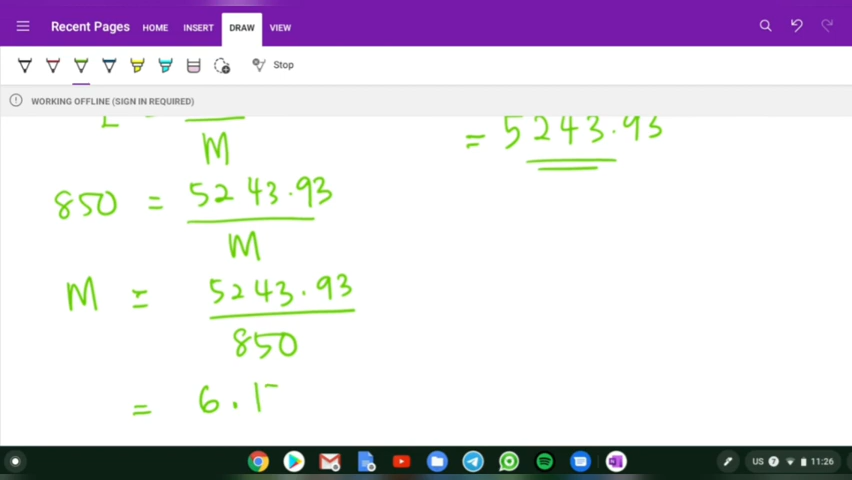 Recent Pages HOME INSERT DRAW VIEW
Stop
WORKING OFFLINE (SIGN IN REQUIRED)
= 5243.93
M
850 = 5243.93
M
M = 5243.93
850
= 6.1
US 11:26